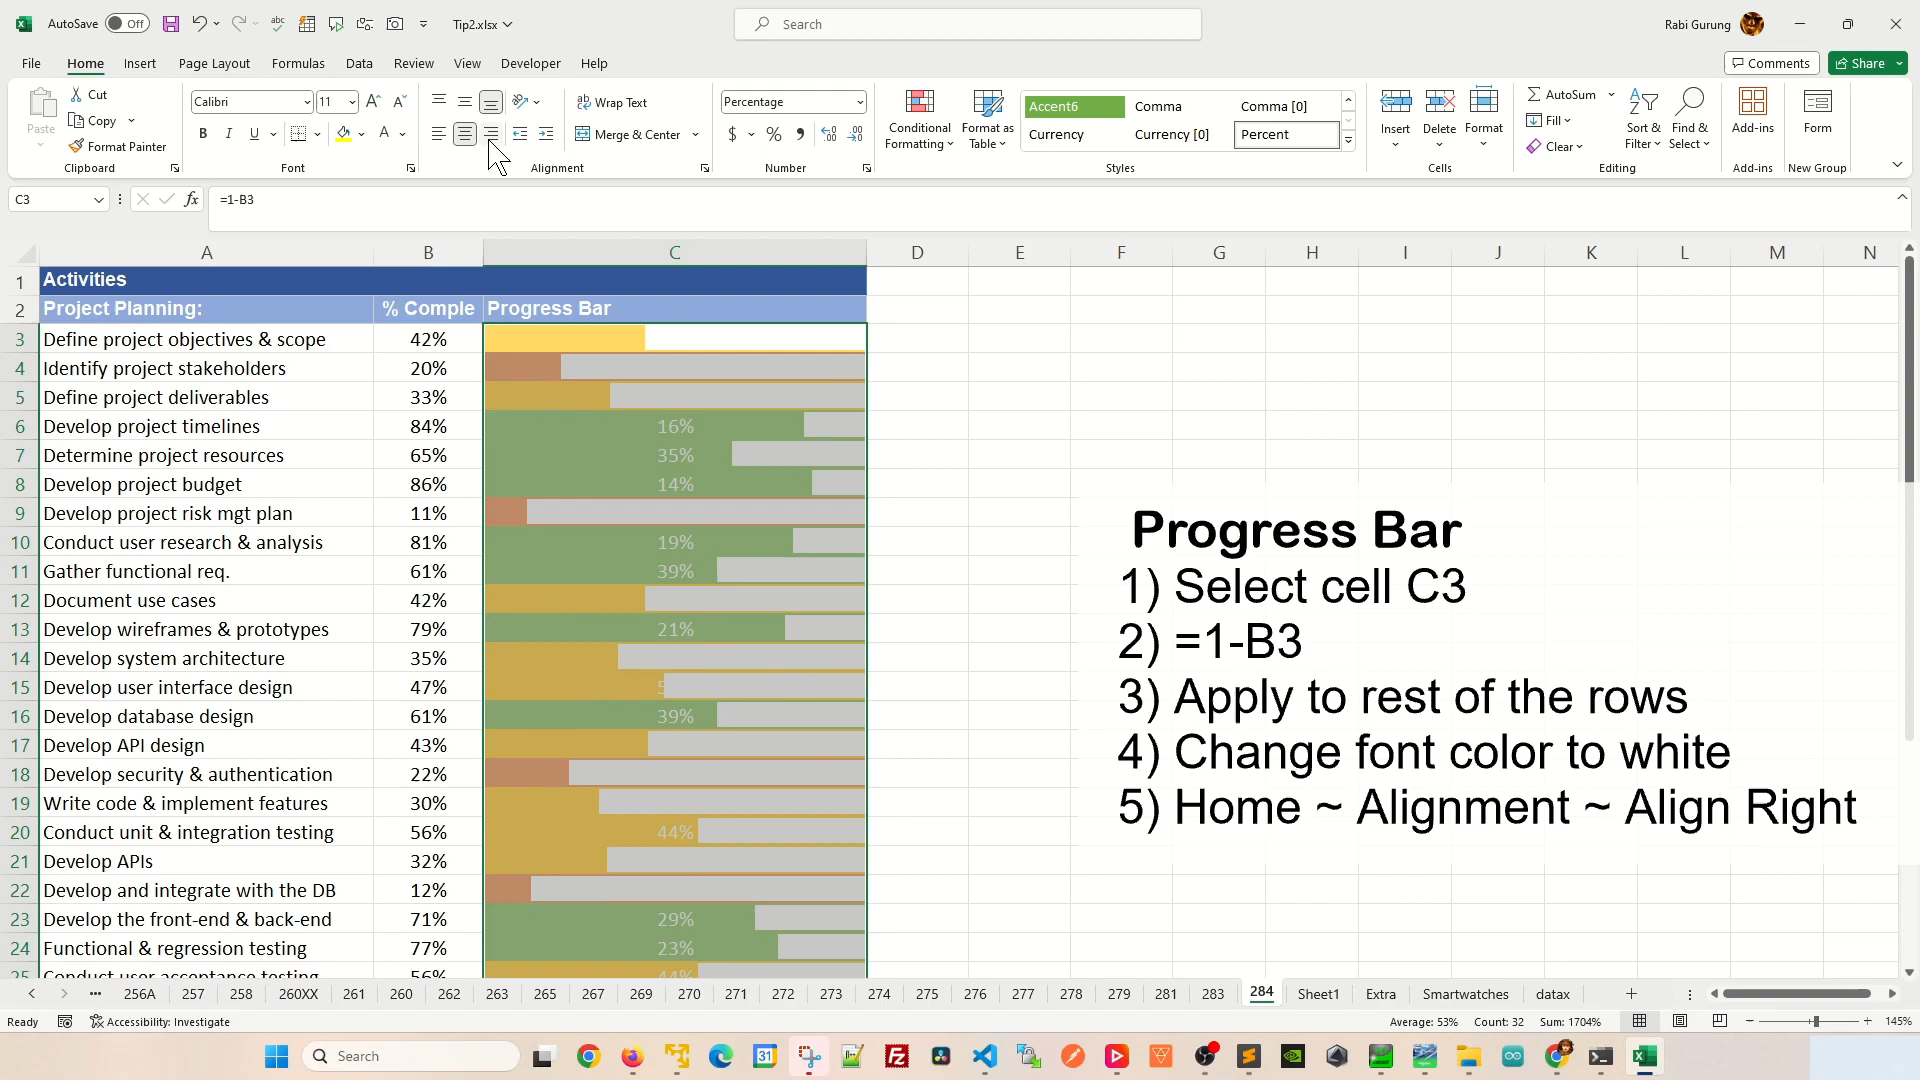 AutoSave Off Tip2.xlsx Search Rabi Gurung
File Home Insert Page Layout Formulas Data Review View Developer Help Comments Share
Paste Cut Copy Format Painter Clipboard
Calibri 11 B I U A Font
Wrap Text Merge & Center Alignment
Percentage $ % Number
Conditional Formatting Format as Table
Accent6 Comma Comma [0]
Currency Currency [0] Percent
Styles
Insert Delete Format Cells
AutoSum Fill Clear Sort & Filter Find & Select Editing
Add-ins Add-ins
Form New Group
C3 fx =1-B3
A B C D E F G H I J K L M N
1 Activities
2 Project Planning: % Comple Progress Bar
3 Define project objectives & scope 42%
4 Identify project stakeholders 20%
5 Define project deliverables 33%
6 Develop project timelines 84% 16%
7 Determine project resources 65% 35%
8 Develop project budget 86% 14%
9 Develop project risk mgt plan 11%
10 Conduct user research & analysis 81% 19%
11 Gather functional req. 61% 39%
12 Document use cases 42%
13 Develop wireframes & prototypes 79% 21%
14 Develop system architecture 35%
15 Develop user interface design 47%
16 Develop database design 61% 39%
17 Develop API design 43%
18 Develop security & authentication 22%
19 Write code & implement features 30%
20 Conduct unit & integration testing 56% 44%
21 Develop APIs 32%
22 Develop and integrate with the DB 12%
23 Develop the front-end & back-end 71% 29%
24 Functional & regression testing 77% 23%
25 Conduct user acceptance testing 56% 44%
Progress Bar
1) Select cell C3
2) =1-B3
3) Apply to rest of the rows
4) Change font color to white
5) Home ~ Alignment ~ Align Right
256A 257 258 260XX 261 260 262 263 265 267 269 270 271 272 273 274 275 276 277 278 279 281 283 284 Sheet1 Extra Smartwatches datax
Ready Accessibility: Investigate Average: 53% Count: 32 Sum: 1704% 145%
Search